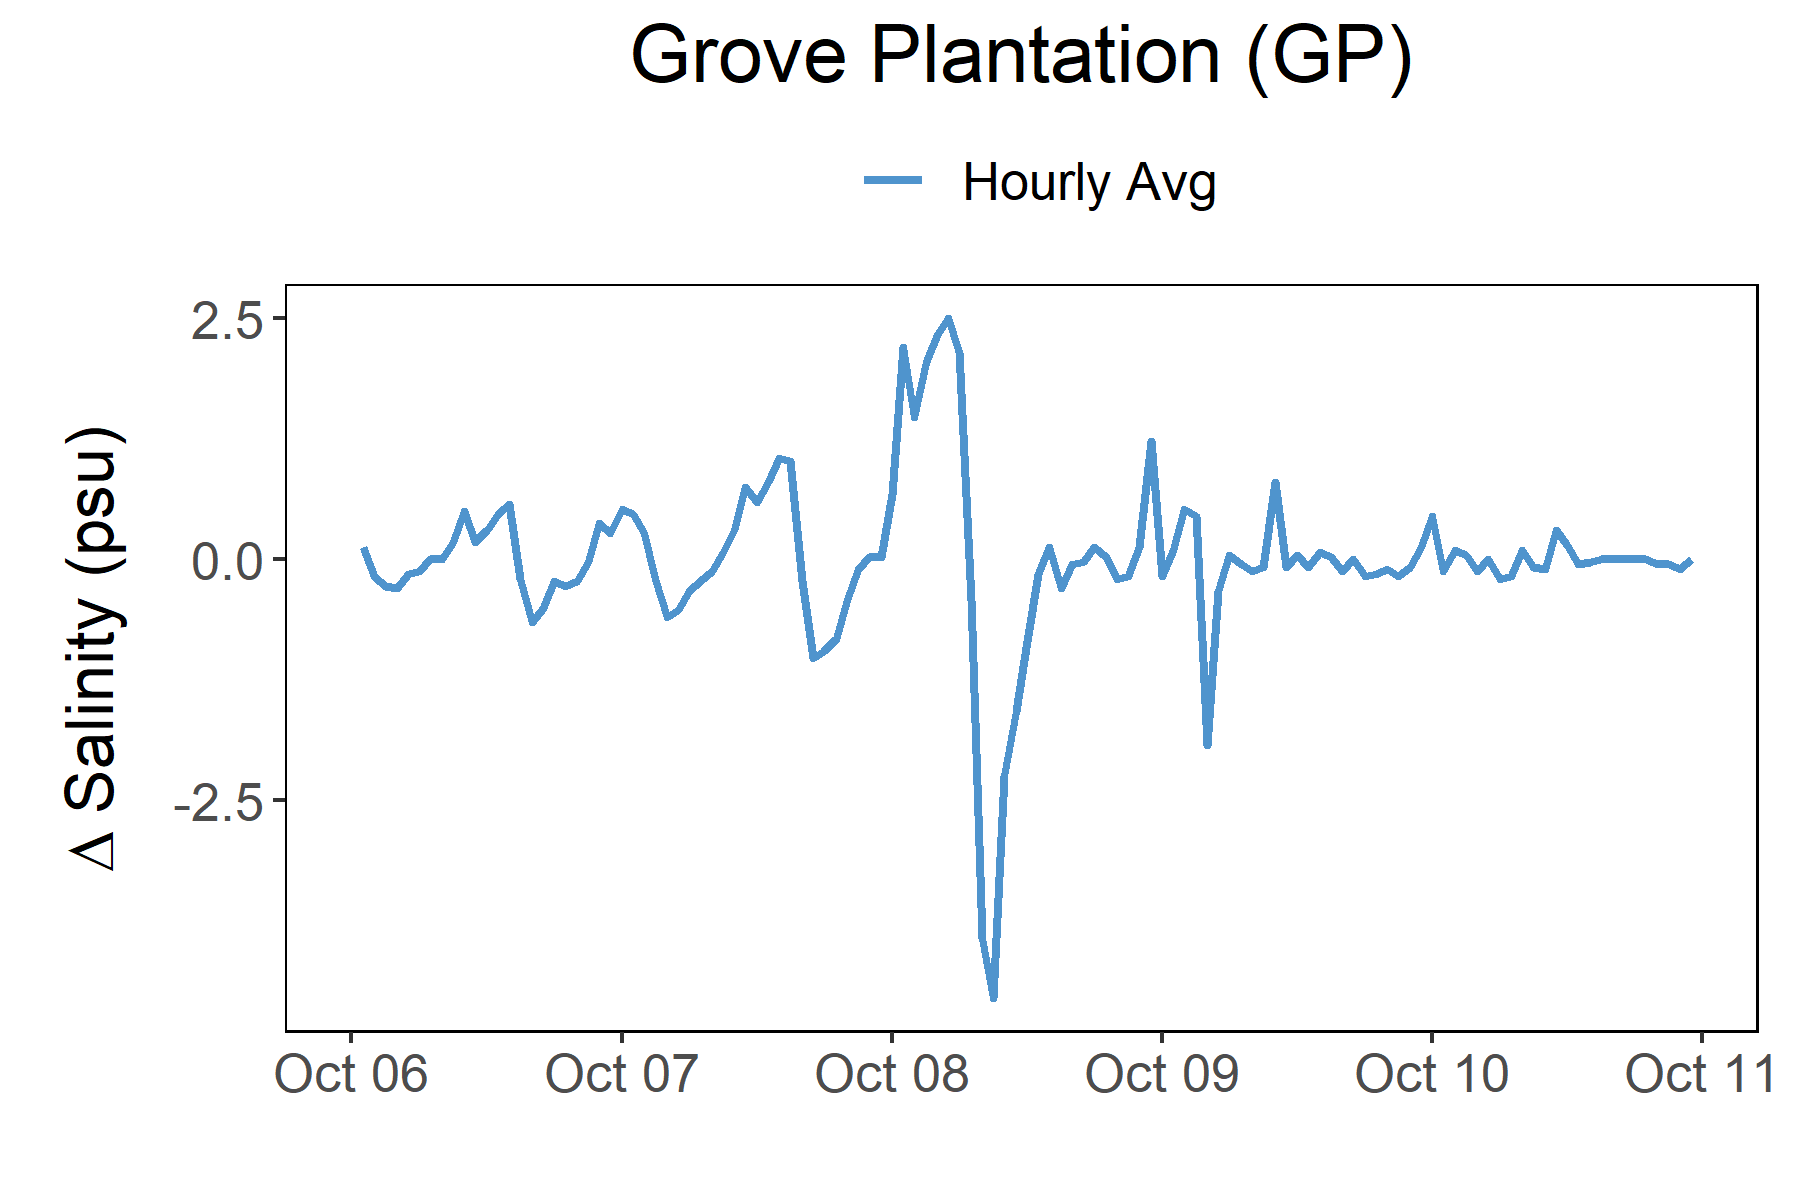 Grove Plantation (GP)
Hourly Avg
Δ Salinity (psu)
2.5
0.0
-2.5
Oct 06 Oct 07 Oct 08 Oct 09 Oct 10 Oct 11